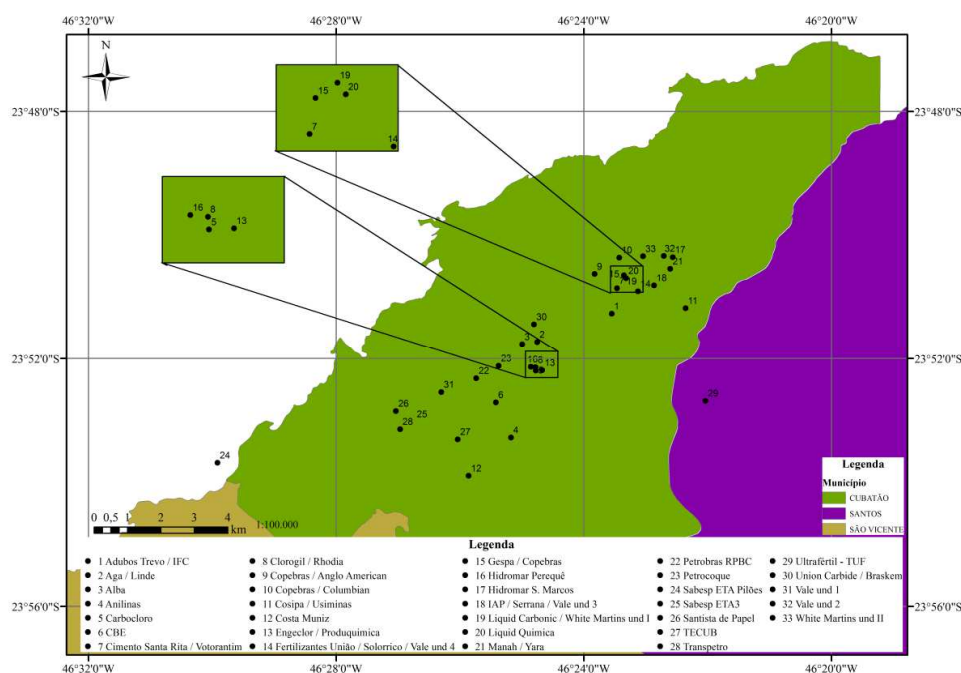 46°32'0"W 46°28'0"W 46°24'0"W 46°20'0"W
N
19
15 20
7
14
23°48'0"S 23°48'0"S
16 8
5 13
10 33 32 17
21
9 15 20
7 19 14 18
1 11
30
3 2
23°52'0"S 23°52'0"S
23 13
22
31 6 29
26 25
28
27 4
24
12
Legenda
Município
CUBATÃO
SANTOS
SÃO VICENTE
0 0,5 1 2 3 4
km
1:100.000
Legenda
1 Adubos Trevo / IFC
2 Aga / Linde
3 Alba
4 Anilinas
5 Carbocloro
6 CBE
7 Cimento Santa Rita / Votorantim
8 Clorogil / Rhodia
9 Copebras / Anglo American
10 Copebras / Columbian
11 Cosipa / Usiminas
12 Costa Muniz
13 Engeclor / Produquimica
14 Fertilizantes União / Solorrico / Vale und 4
15 Gespa / Copebras
16 Hidromar Perequê
17 Hidromar S. Marcos
18 IAP / Serrana / Vale und 3
19 Liquid Carbonic / White Martins und I
20 Liquid Quimica
21 Manah / Yara
22 Petrobras RPBC
23 Petrocoque
24 Sabesp ETA Pilões
25 Sabesp ETA3
26 Santista de Papel
27 TECUB
28 Transpetro
29 Ultrafértil - TUF
30 Union Carbide / Braskem
31 Vale und 1
32 Vale und 2
33 White Martins und II
23°56'0"S 23°56'0"S
46°32'0"W 46°28'0"W 46°24'0"W 46°20'0"W